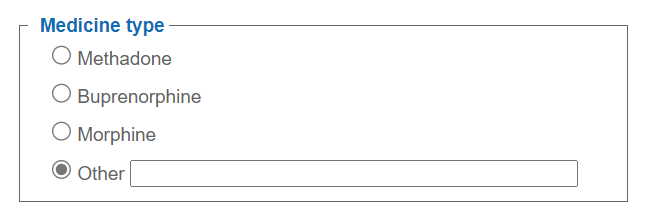 Medicine type
Methadone
Buprenorphine
Morphine
Other